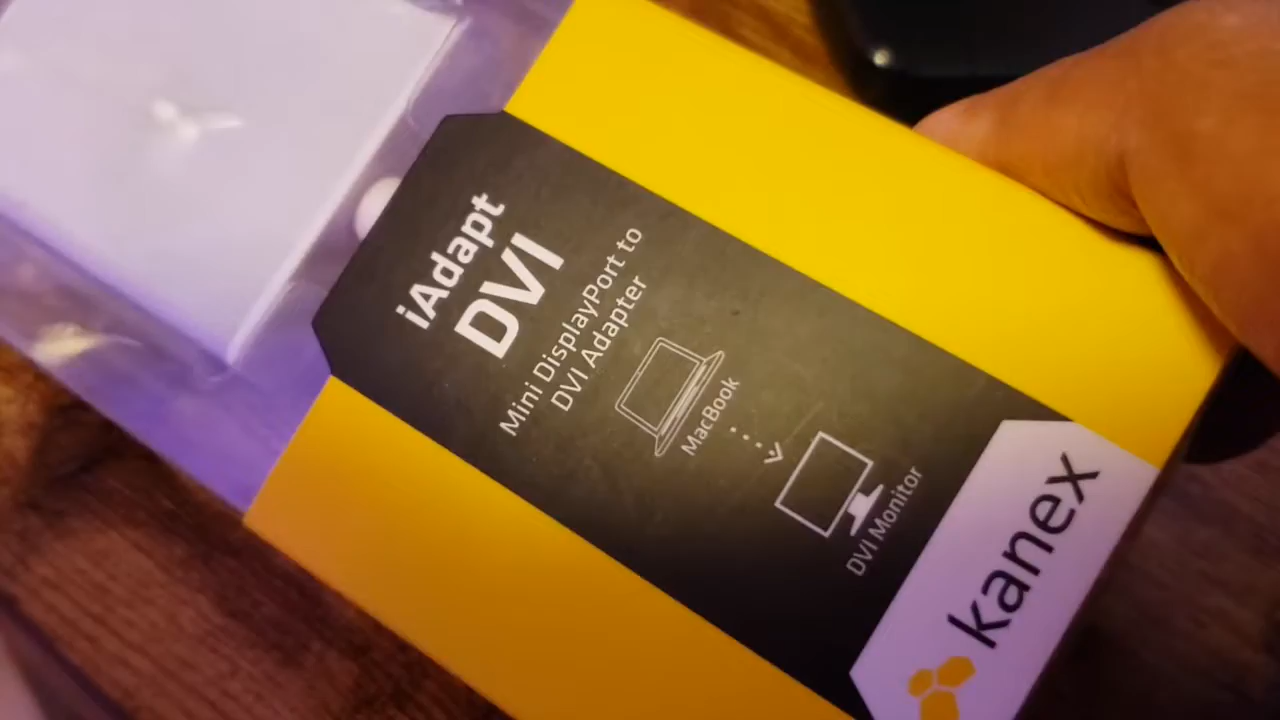 iAdapt
DVI
Mini DisplayPort to
DVI Adapter
MacBook
DVI Monitor
kanex